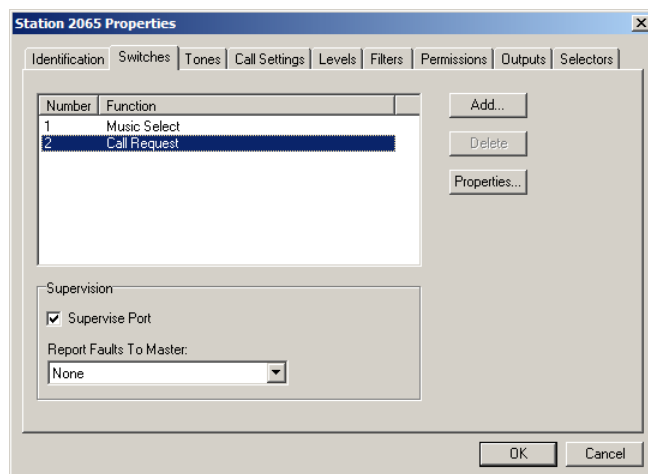 Station 2065 Properties
Identification Switches Tones Call Settings Levels Filters Permissions Outputs Selectors
Number Function
1 Music Select
2 Call Request
Add...
Delete
Properties...
Supervision
Supervise Port
Report Faults To Master:
None
OK Cancel